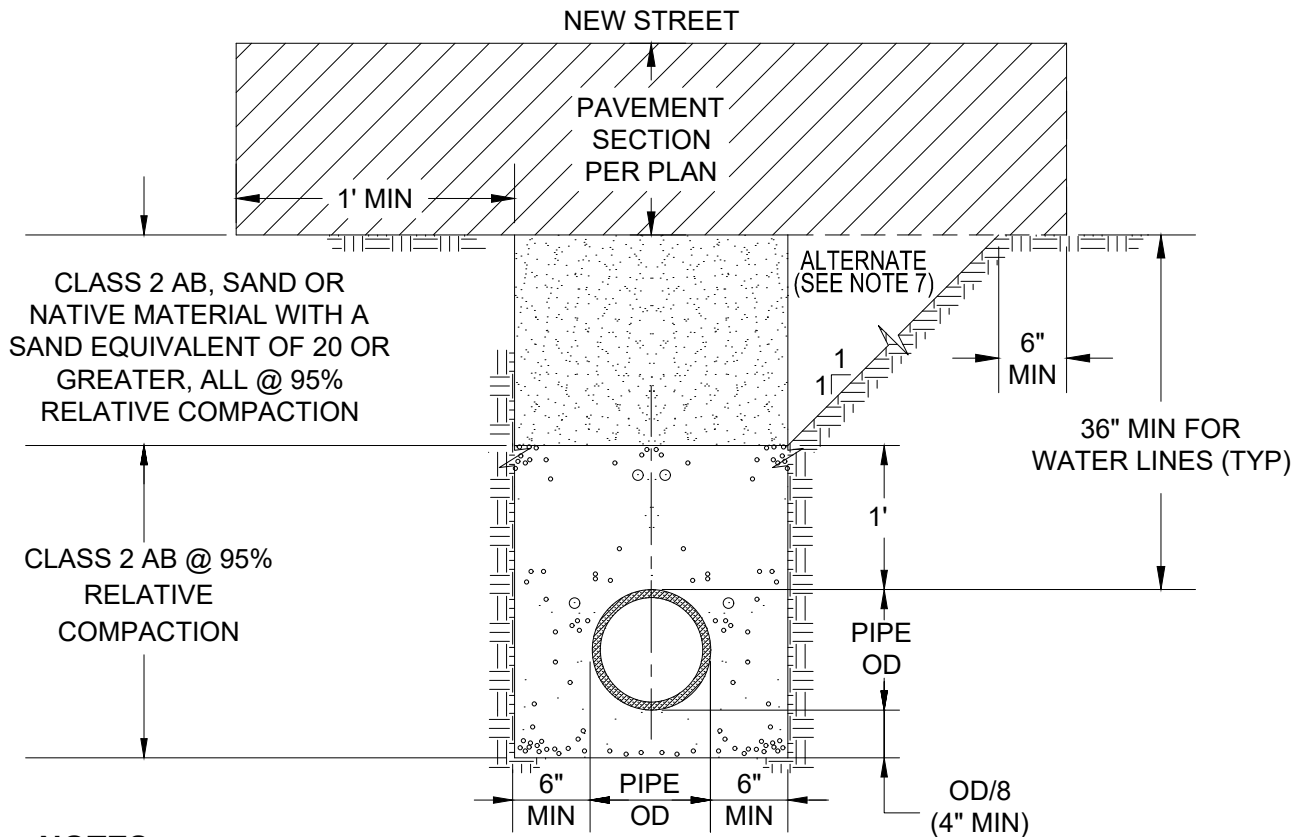 NEW STREET
PAVEMENT
SECTION
PER PLAN
1' MIN
CLASS 2 AB, SAND OR
NATIVE MATERIAL WITH A
SAND EQUIVALENT OF 20 OR
GREATER, ALL @ 95%
RELATIVE COMPACTION
ALTERNATE
(SEE NOTE 7)
1
1
6"
MIN
36" MIN FOR
WATER LINES (TYP)
1'
CLASS 2 AB @ 95%
RELATIVE
COMPACTION
PIPE
OD
6"
MIN
PIPE
OD
6"
MIN
OD/8
(4" MIN)